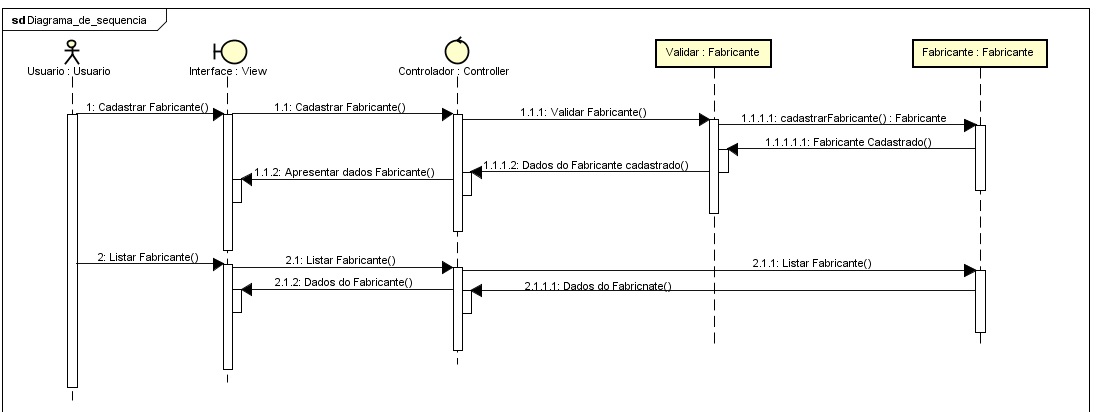 sd Diagrama_de_sequencia
Usuario : Usuario
Interface : View
Controlador : Controller
Validar : Fabricante
Fabricante : Fabricante
1: Cadastrar Fabricante()
1.1: Cadastrar Fabricante()
1.1.1: Validar Fabricante()
1.1.1.1: cadastrarFabricante() : Fabricante
1.1.1.1.1: Fabricante Cadastrado()
1.1.1.2: Dados do Fabricante cadastrado()
1.1.2: Apresentar dados Fabricante()
2: Listar Fabricante()
2.1: Listar Fabricante()
2.1.1: Listar Fabricante()
2.1.1.1: Dados do Fabricnate()
2.1.2: Dados do Fabricante()